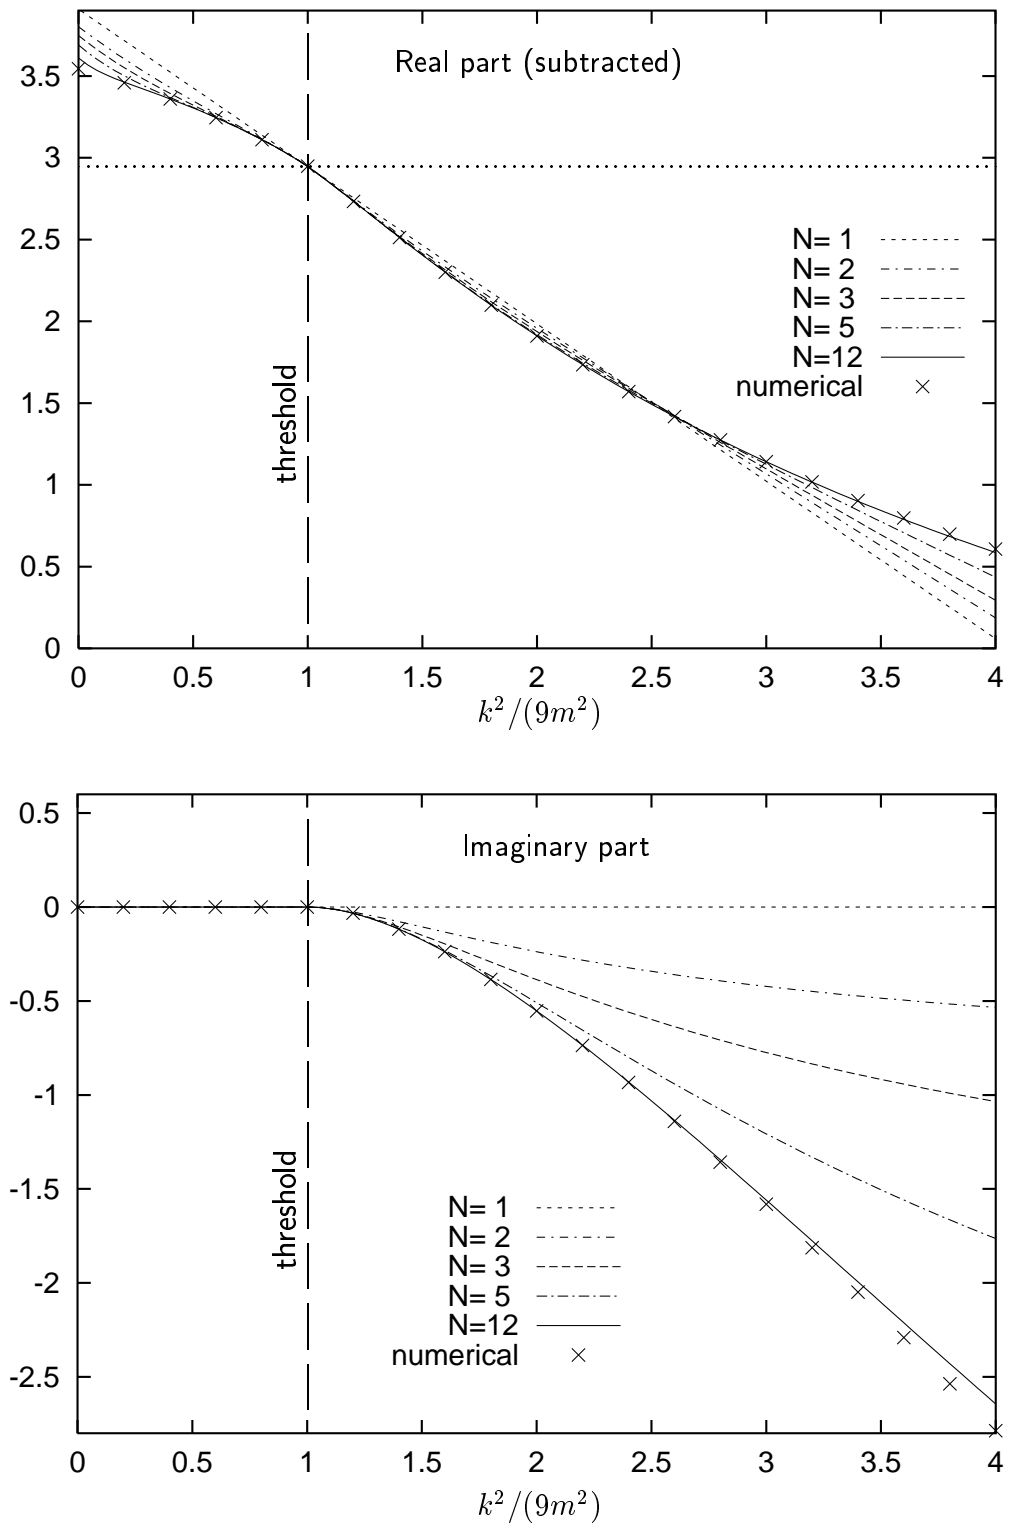 Real part (subtracted)
3.5
3
2.5
2
1.5
1
0.5
0
threshold
N= 1
N= 2
N= 3
N= 5
N=12
numerical
0 0.5 1 1.5 2 2.5 3 3.5 4
k²/(9m²)
Imaginary part
0.5
0
-0.5
-1
-1.5
-2
-2.5
threshold
N= 1
N= 2
N= 3
N= 5
N=12
numerical
0 0.5 1 1.5 2 2.5 3 3.5 4
k²/(9m²)